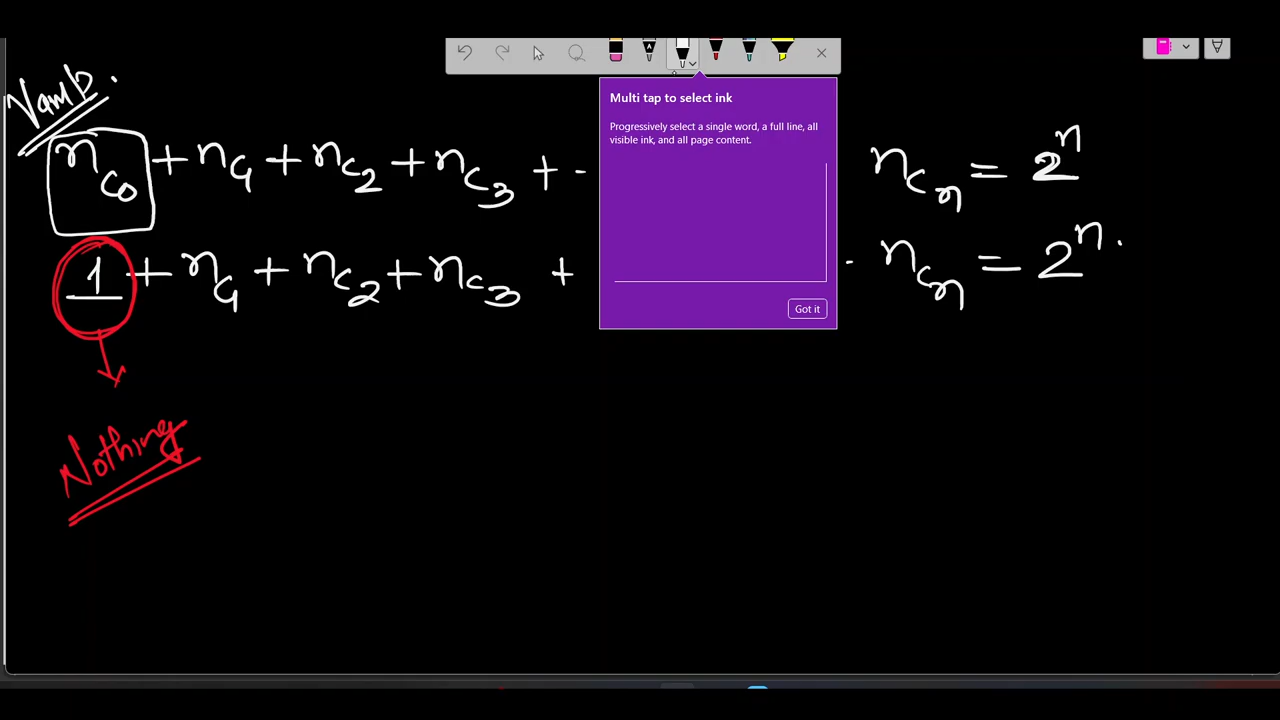 Vamp.
nC0 + nC1 + nC2 + nC3 + - nCn = 2^n
1 + nC1 + nC2 + nC3 + - nCn = 2^n.
Nothing
Multi tap to select ink
Progressively select a single word, a full line, all
visible ink, and all page content.
Got it